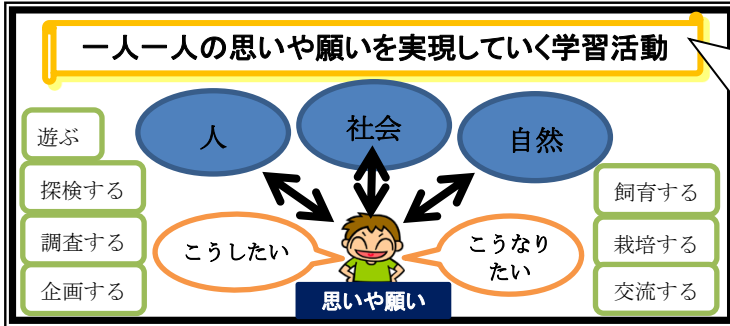 一人一人の思いや願いを実現していく学習活動
人
社会
自然
遊ぶ
探検する
調査する
企画する
飼育する
栽培する
交流する
こうしたい
こうなり
たい
思いや願い